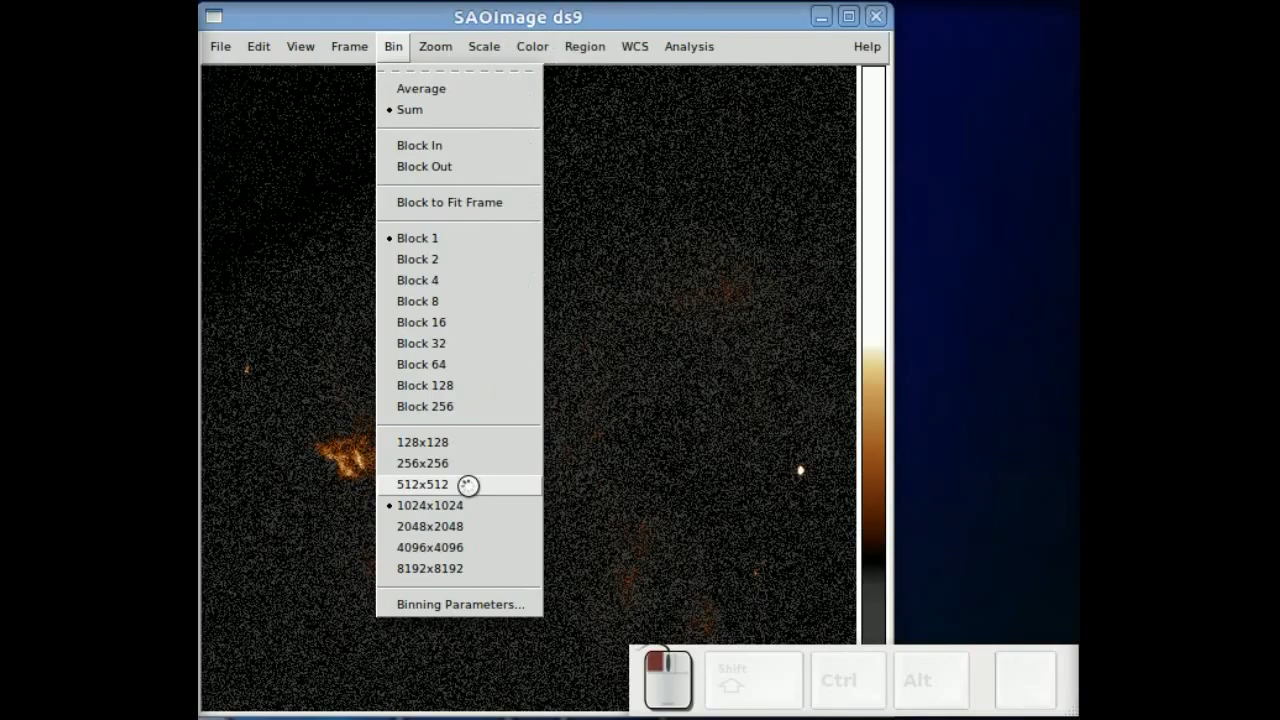 SAOImage ds9
File Edit View Frame Bin Zoom Scale Color Region WCS Analysis Help
Average
Sum
Block In
Block Out
Block to Fit Frame
Block 1
Block 2
Block 4
Block 8
Block 16
Block 32
Block 64
Block 128
Block 256
128x128
256x256
512x512
1024x1024
2048x2048
4096x4096
8192x8192
Binning Parameters...
Shift Ctrl Alt